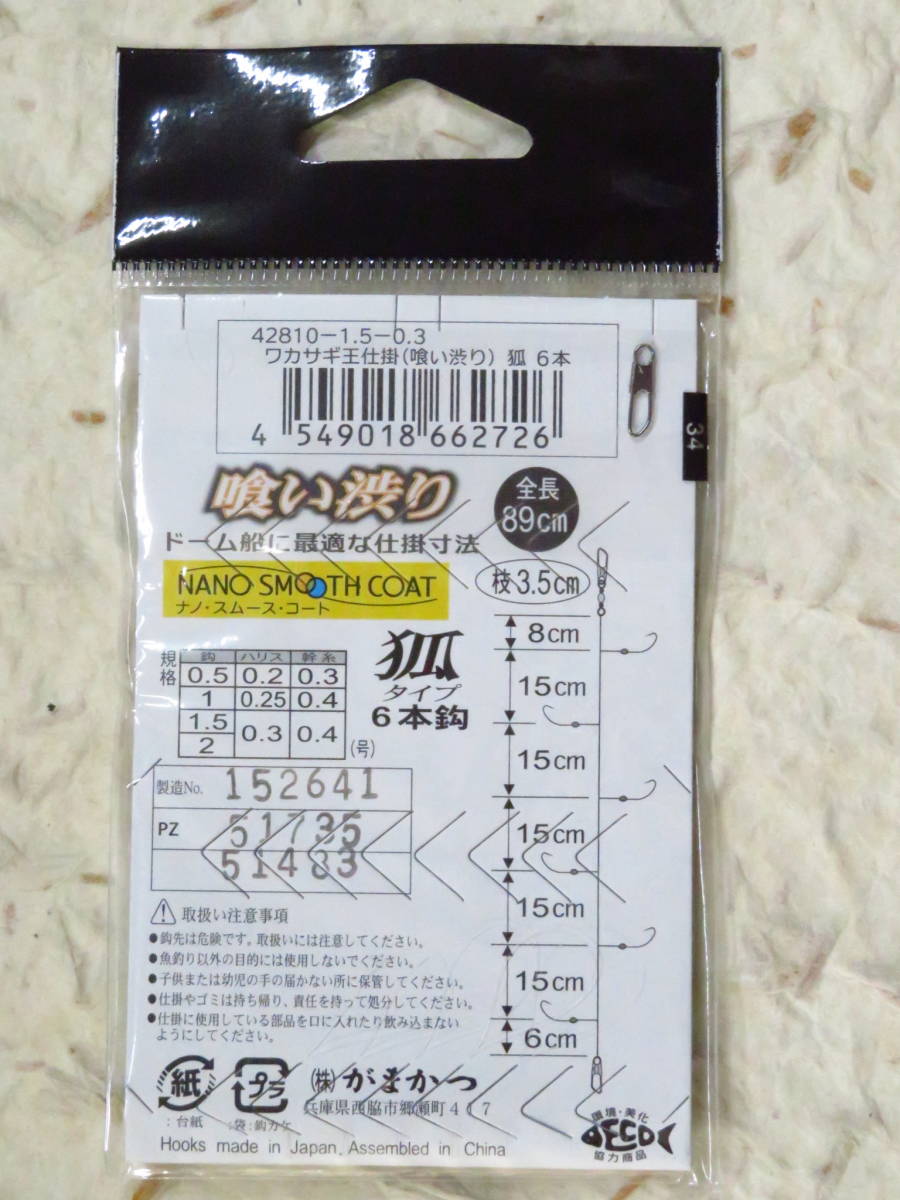 42810-1.5-0.3
ワカサギ王仕掛(喰い渋り) 狐 6本
4 549018 662726
34
喰い渋り
全長
89cm
ドーム船に最適な仕掛寸法
NANO SMOOTH COAT
ナノ・スムース・コート
枝3.5cm
規格
鈎 ハリス 幹糸
0.5 0.2 0.3
1 0.25 0.4
1.5
2 0.3 0.4
(号)
狐
タイプ
6本鈎
8cm
15cm
15cm
15cm
15cm
15cm
6cm
製造No. 152641
PZ 51735
51483
取扱い注意事項
●鈎先は危険です。取扱いには注意してください。
●魚釣り以外の目的には使用しないでください。
●子供または幼児の手の届かない所に保管してください。
●仕掛やゴミは持ち帰り、責任を持って処分してください。
●仕掛に使用している部品を口に入れたり飲み込まない
ようにしてください。
紙
:台紙
プラ
:袋:鈎カケ
(株)がまかつ
兵庫県西脇市郷瀬町417
Hooks made in Japan, Assembled in China
環境・美化
DECO
協力商品